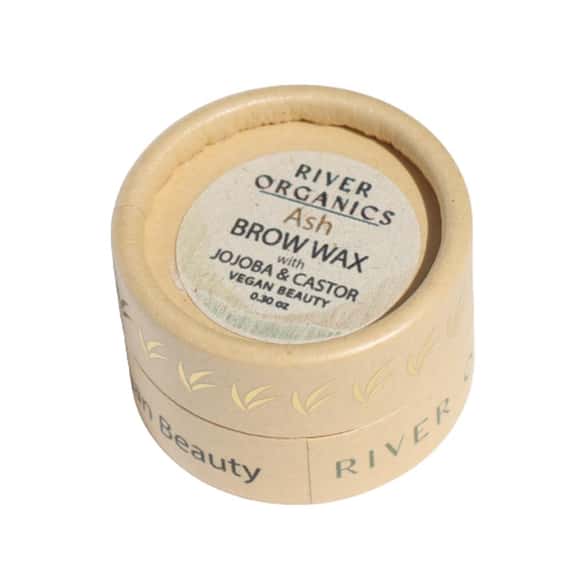 RIVER
ORGANICS
Ash
BROW WAX
with
JOJOBA & CASTOR
VEGAN BEAUTY
0.30 oz
Beauty
RIVER